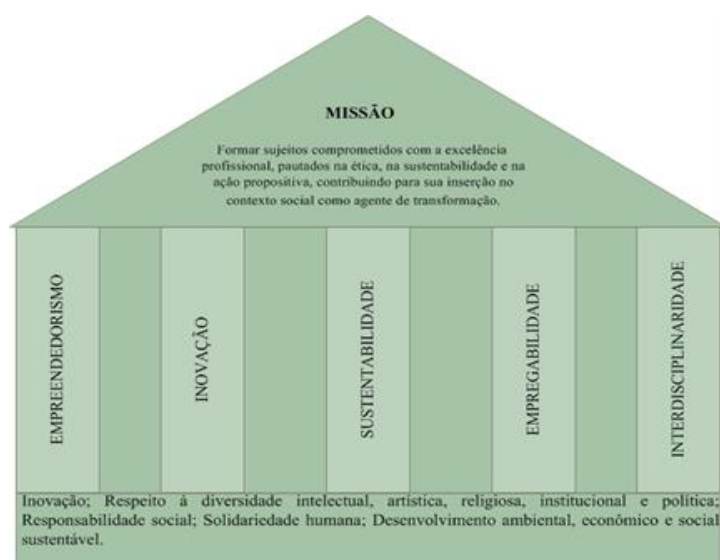 MISSÃO
Formar sujeitos comprometidos com a excelência
profissional, pautados na ética, na sustentabilidade e na
ação propositiva, contribuindo para sua inserção no
contexto social como agente de transformação.
EMPREENDEDORISMO
INOVAÇÃO
SUSTENTABILIDADE
EMPREGABILIDADE
INTERDISCIPLINARIDADE
Inovação; Respeito à diversidade intelectual, artística, religiosa, institucional e política;
Responsabilidade social; Solidariedade humana; Desenvolvimento ambiental, econômico e social
sustentável.